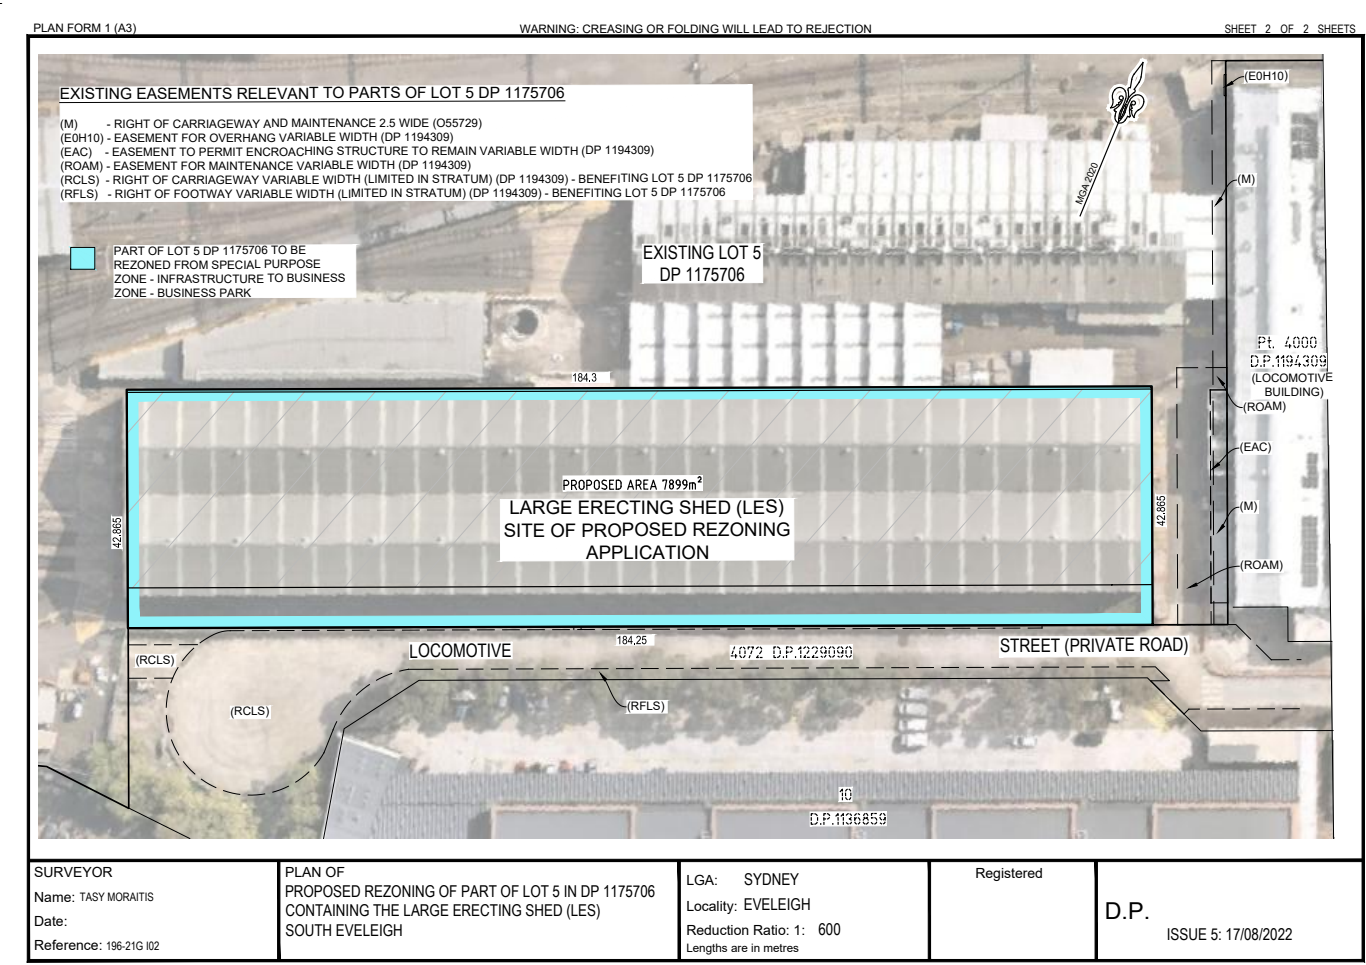 PLAN FORM 1 (A3)
WARNING: CREASING OR FOLDING WILL LEAD TO REJECTION
SHEET 2 OF 2 SHEETS
EXISTING EASEMENTS RELEVANT TO PARTS OF LOT 5 DP 1175706
(M) - RIGHT OF CARRIAGEWAY AND MAINTENANCE 2.5 WIDE (O55729)
(E0H10) - EASEMENT FOR OVERHANG VARIABLE WIDTH (DP 1194309)
(EAC) - EASEMENT TO PERMIT ENCROACHING STRUCTURE TO REMAIN VARIABLE WIDTH (DP 1194309)
(ROAM) - EASEMENT FOR MAINTENANCE VARIABLE WIDTH (DP 1194309)
(RCLS) - RIGHT OF CARRIAGEWAY VARIABLE WIDTH (LIMITED IN STRATUM) (DP 1194309) - BENEFITING LOT 5 DP 1175706
(RFLS) - RIGHT OF FOOTWAY VARIABLE WIDTH (LIMITED IN STRATUM) (DP 1194309) - BENEFITING LOT 5 DP 1175706
PART OF LOT 5 DP 1175706 TO BE
REZONED FROM SPECIAL PURPOSE
ZONE - INFRASTRUCTURE TO BUSINESS
ZONE - BUSINESS PARK
EXISTING LOT 5
DP 1175706
MGA 2020
(E0H10)
(M)
Pt. 4000
D.P.1194309
(LOCOMOTIVE
BUILDING)
(ROAM)
(EAC)
(M)
(ROAM)
184.3
42.865
PROPOSED AREA 7899m²
LARGE ERECTING SHED (LES)
SITE OF PROPOSED REZONING
APPLICATION
42.865
184.25
LOCOMOTIVE
4072 D.P.1229090
STREET (PRIVATE ROAD)
(RCLS)
(RCLS)
(RFLS)
10
D.P.1136859
SURVEYOR
Name: TASY MORAITIS
Date:
Reference: 196-21G I02
PLAN OF
PROPOSED REZONING OF PART OF LOT 5 IN DP 1175706
CONTAINING THE LARGE ERECTING SHED (LES)
SOUTH EVELEIGH
LGA: SYDNEY
Locality: EVELEIGH
Reduction Ratio: 1: 600
Lengths are in metres
Registered
D.P.
ISSUE 5: 17/08/2022